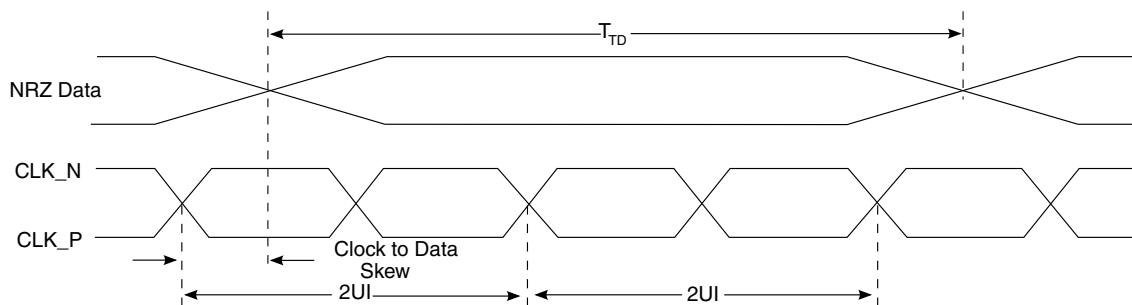 T_TD
NRZ Data
CLK_N
CLK_P
Clock to Data
Skew
2UI
2UI